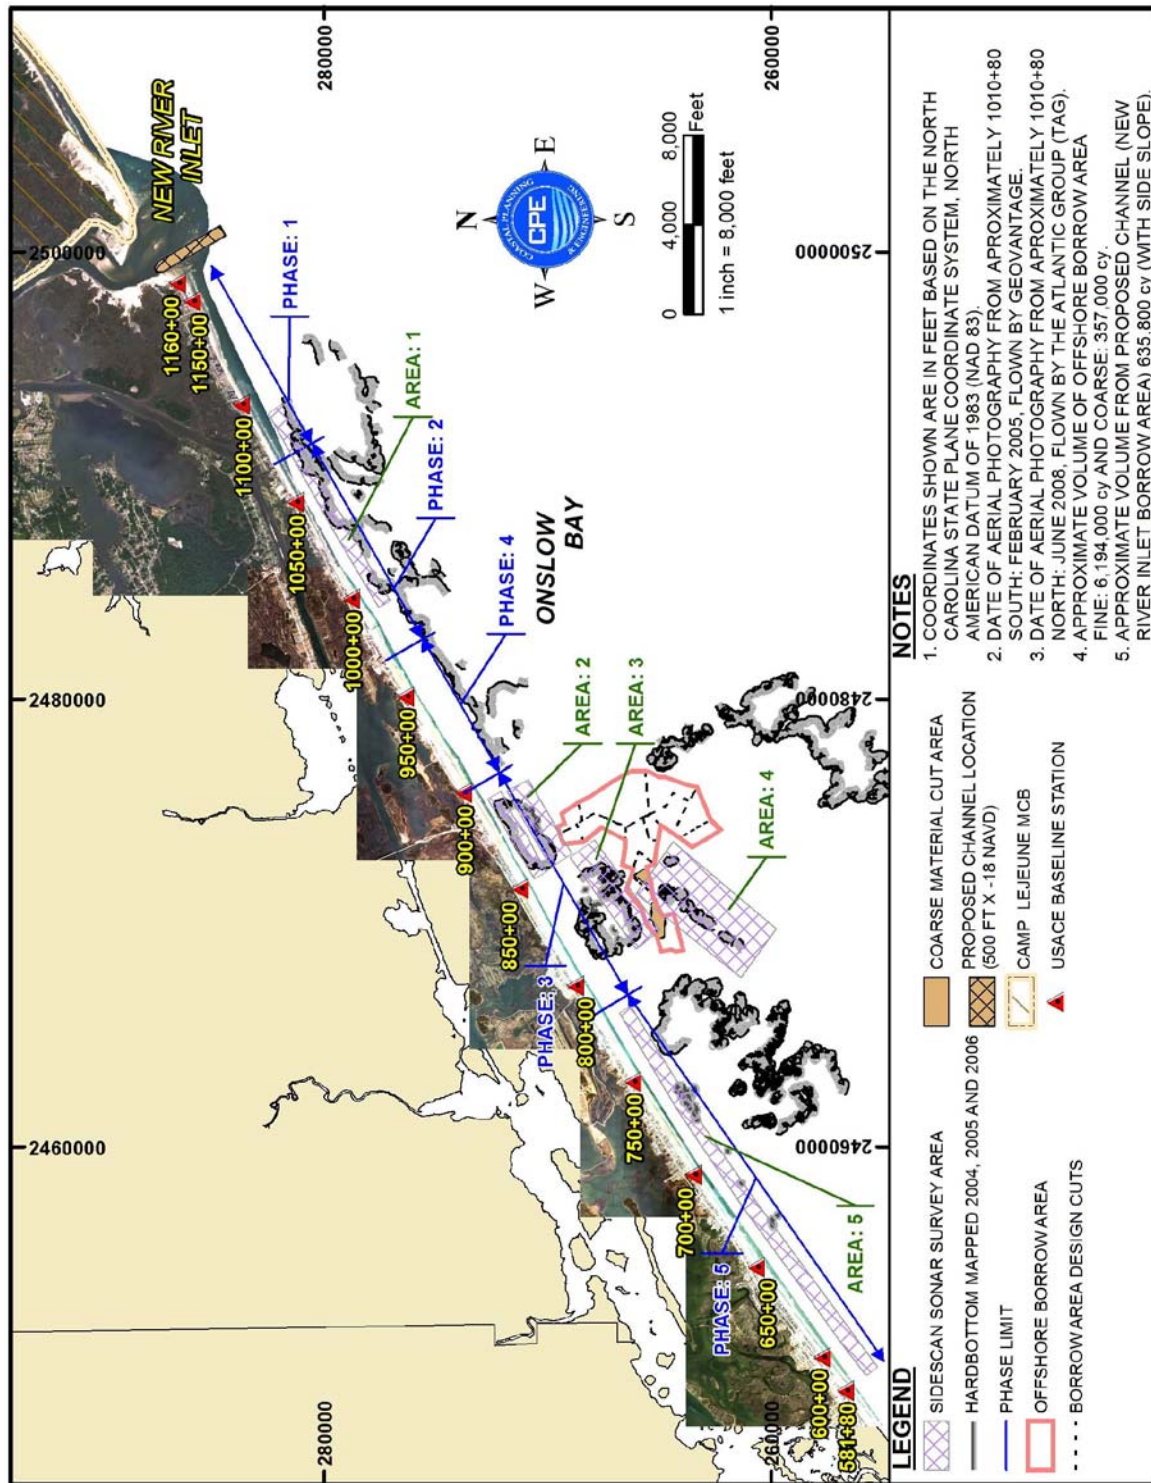 NEW RIVER
INLET
1160+00
1150+00
1100+00
1050+00
1000+00
950+00
900+00
850+00
800+00
750+00
700+00
650+00
600+00
581+80
PHASE: 1
PHASE: 2
PHASE: 4
PHASE: 3
PHASE: 5
AREA: 1
AREA: 2
AREA: 3
AREA: 4
AREA: 5
ONSLOW
BAY
2460000
2480000
2500000
280000
260000
280000
260000
2460000
2480000
2500000
N
W
E
S
COASTAL PLANNING
& ENGINEERING
CPE
0 4,000 8,000
Feet
1 inch = 8,000 feet
LEGEND
SIDESCAN SONAR SURVEY AREA
HARDBOTTOM MAPPED 2004, 2005 AND 2006
PHASE LIMIT
OFFSHORE BORROW AREA
BORROW AREA DESIGN CUTS
COARSE MATERIAL CUT AREA
PROPOSED CHANNEL LOCATION
(500 FT X -18 NAVD)
CAMP LEJEUNE MCB
USACE BASELINE STATION
NOTES
1. COORDINATES SHOWN ARE IN FEET BASED ON THE NORTH
CAROLINA STATE PLANE COORDINATE SYSTEM, NORTH
AMERICAN DATUM OF 1983 (NAD 83).
2. DATE OF AERIAL PHOTOGRAPHY FROM APROXIMATELY 1010+80
SOUTH: FEBRUARY 2005, FLOWN BY GEOVANTAGE.
3. DATE OF AERIAL PHOTOGRAPHY FROM APROXIMATELY 1010+80
NORTH: JUNE 2008, FLOWN BY THE ATLANTIC GROUP (TAG).
4. APPROXIMATE VOLUME OF OFFSHORE BORROW AREA
FINE: 6,194,000 cy AND COARSE: 357,000 cy.
5. APPROXIMATE VOLUME FROM PROPOSED CHANNEL (NEW
RIVER INLET BORROW AREA) 635,800 cy (WITH SIDE SLOPE).